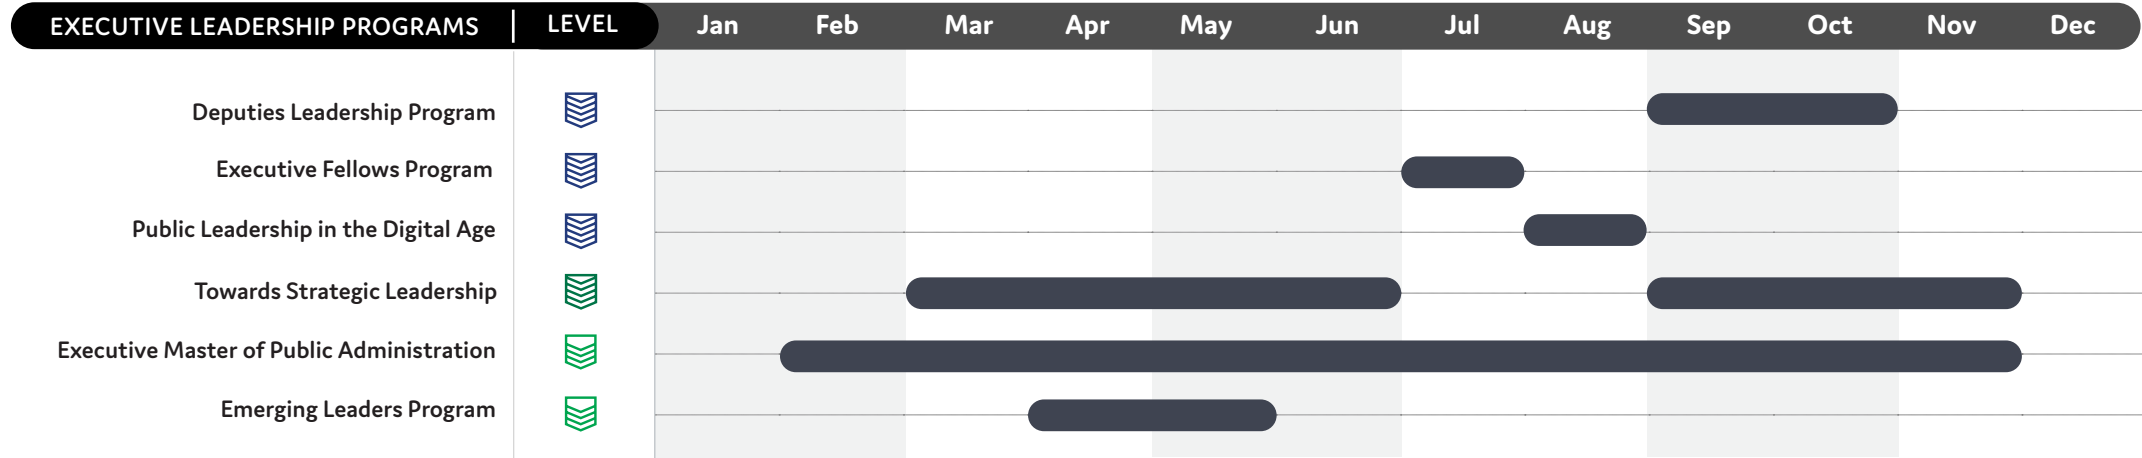 EXECUTIVE LEADERSHIP PROGRAMS LEVEL Jan Feb Mar Apr May Jun Jul Aug Sep Oct Nov Dec
Deputies Leadership Program
Executive Fellows Program
Public Leadership in the Digital Age
Towards Strategic Leadership
Executive Master of Public Administration
Emerging Leaders Program